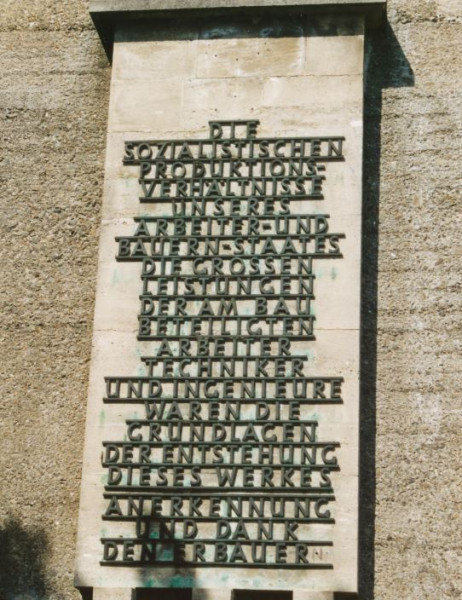 DIE
SOZIALISTISCHEN
PRODUKTIONS-
VERHÄLTNISSE
UNSERES
ARBEITER-UND
BAUERN-STAATES
DIE GROSSEN
LEISTUNGEN
DER AM BAU
BETEILIGTEN
ARBEITER
TECHNIKER
UND INGENIEURE
WAREN DIE
GRUNDLAGEN
DER ENTSTEHUNG
DIESES WERKES
ANERKENNUNG
UND DANK
DEN ERBAUERN